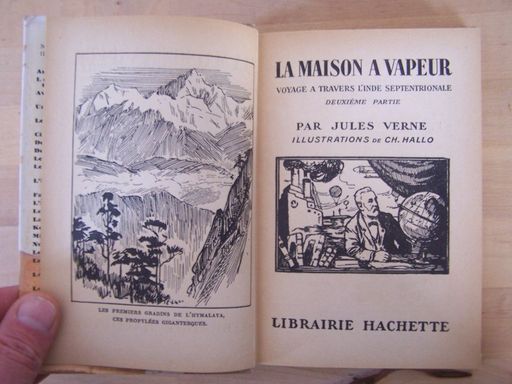 LES PREMIERS GRADINS DE L'HYMALAYA,
CES PROPYLÉES GIGANTESQUES.
LA MAISON A VAPEUR
VOYAGE A TRAVERS L'INDE SEPTENTRIONALE
DEUXIÈME PARTIE
PAR JULES VERNE
ILLUSTRATIONS DE CH. HALLO
LIBRAIRIE HACHETTE